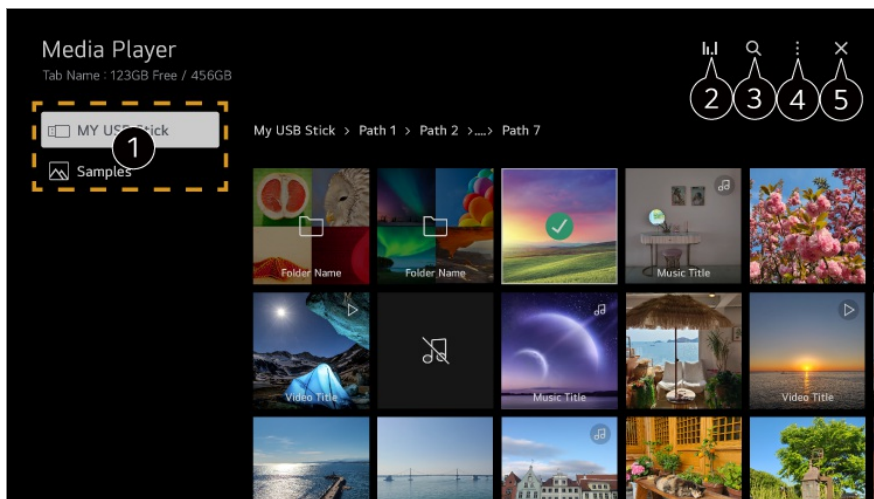 Media Player
Tab Name : 123GB Free / 456GB
2 3 4 5
MY USB Stick
1
Samples
My USB Stick > Path 1 > Path 2 >....> Path 7
Folder Name
Folder Name
Music Title
Video Title
Music Title
Video Title